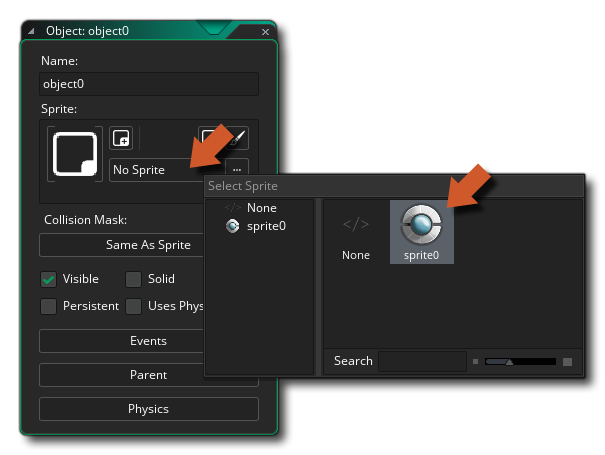 Object: object0
Name:
object0
Sprite:
No Sprite
...
Select Sprite
</> None
sprite0
</>
None
sprite0
Search
Collision Mask:
Same As Sprite
Visible
Solid
Persistent
Uses Phys
Events
Parent
Physics